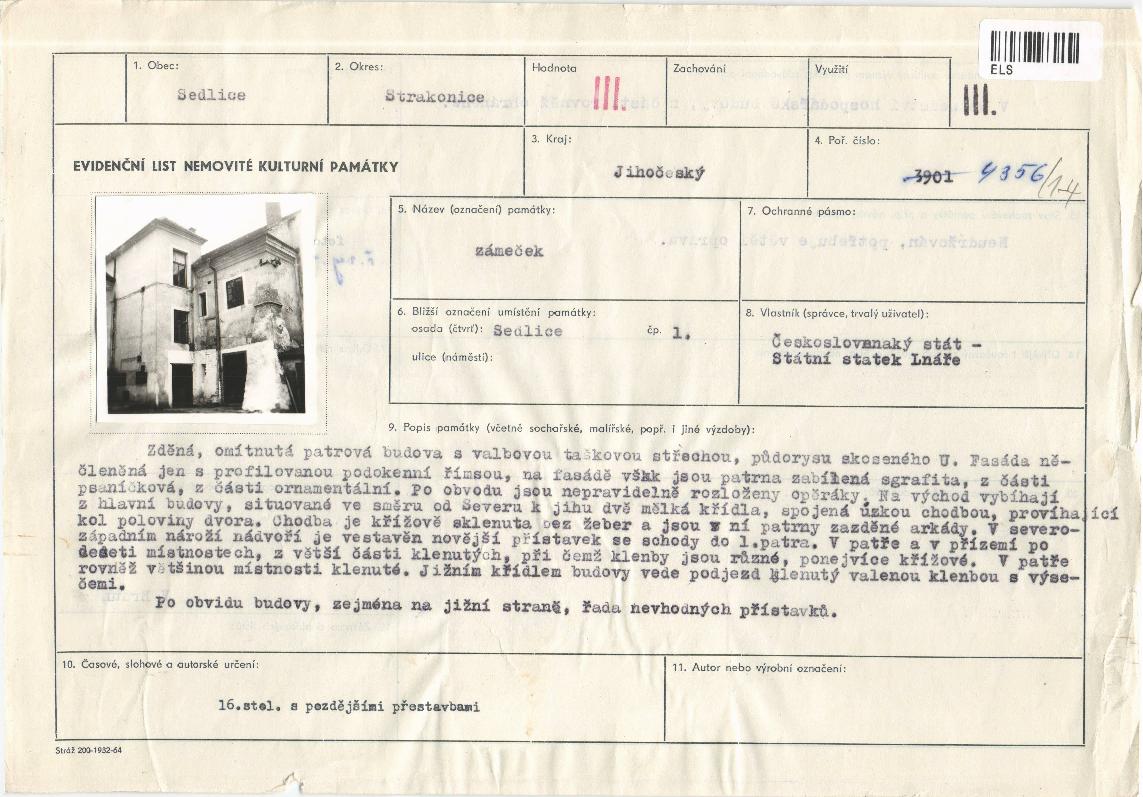 ELS
1. Obec:
Sedlice
2. Okres:
Strakonice
Hodnota
III.
Zachování
Využití
III.
EVIDENČNÍ LIST NEMOVITÉ KULTURNÍ PAMÁTKY
3. Kraj:
Jihočeský
4. Poř. číslo:
3901 4356/1-4
5. Název (označení) památky:
zámeček
7. Ochranné pásmo:
6. Bližší označení umístění památky:
osada (čtvrť): Sedlice čp. 1.
ulice (náměstí):
8. Vlastník (správce, trvalý uživatel):
Československaký stát -
Státní statek Lnáře
9. Popis památky (včetně sochařské, malířské, popř. i jiné výzdoby):
Zděná, omítnutá patrová budova s valbovou taškovou střechou, půdorysu skoseného U. Fasáda ne-
členěná jen s profilovanou podokenní římsou, na fasádě vškk jsou patrna zabílená sgrafita, z části
psaníčková, z části ornamentální. Po obvodu jsou nepravidelně rozloženy opěráky. Na východ vybíhají
z hlavní budovy, situované ve směru od Severu k jihu dvě mělká křídla, spojená úzkou chodbou, províhající
kol poloviny dvora. Chodba je křížově sklenuta bez žeber a jsou v ní patrny zazděné arkády. V severo-
západním nároží nádvoří je vestavěn novější přístavek se schody do 1.patra. V patře a v přízemí po
deseti místnostech, z větší části klenutých, při čemž klenby jsou různé, ponejvíce křížové. V patře
rovněž většinou místnosti klenuté. Jižním křídlem budovy vede podjezd klenutý valenou klenbou s výse-
čemi.
Po obvidu budovy, zejména na jižní straně, řada nevhodných přístavků.
10. Časové, slohové a autorské určení:
16.stol. s pozdějšími přestavbami
11. Autor nebo výrobní označení:
Stráž 200-1932-64